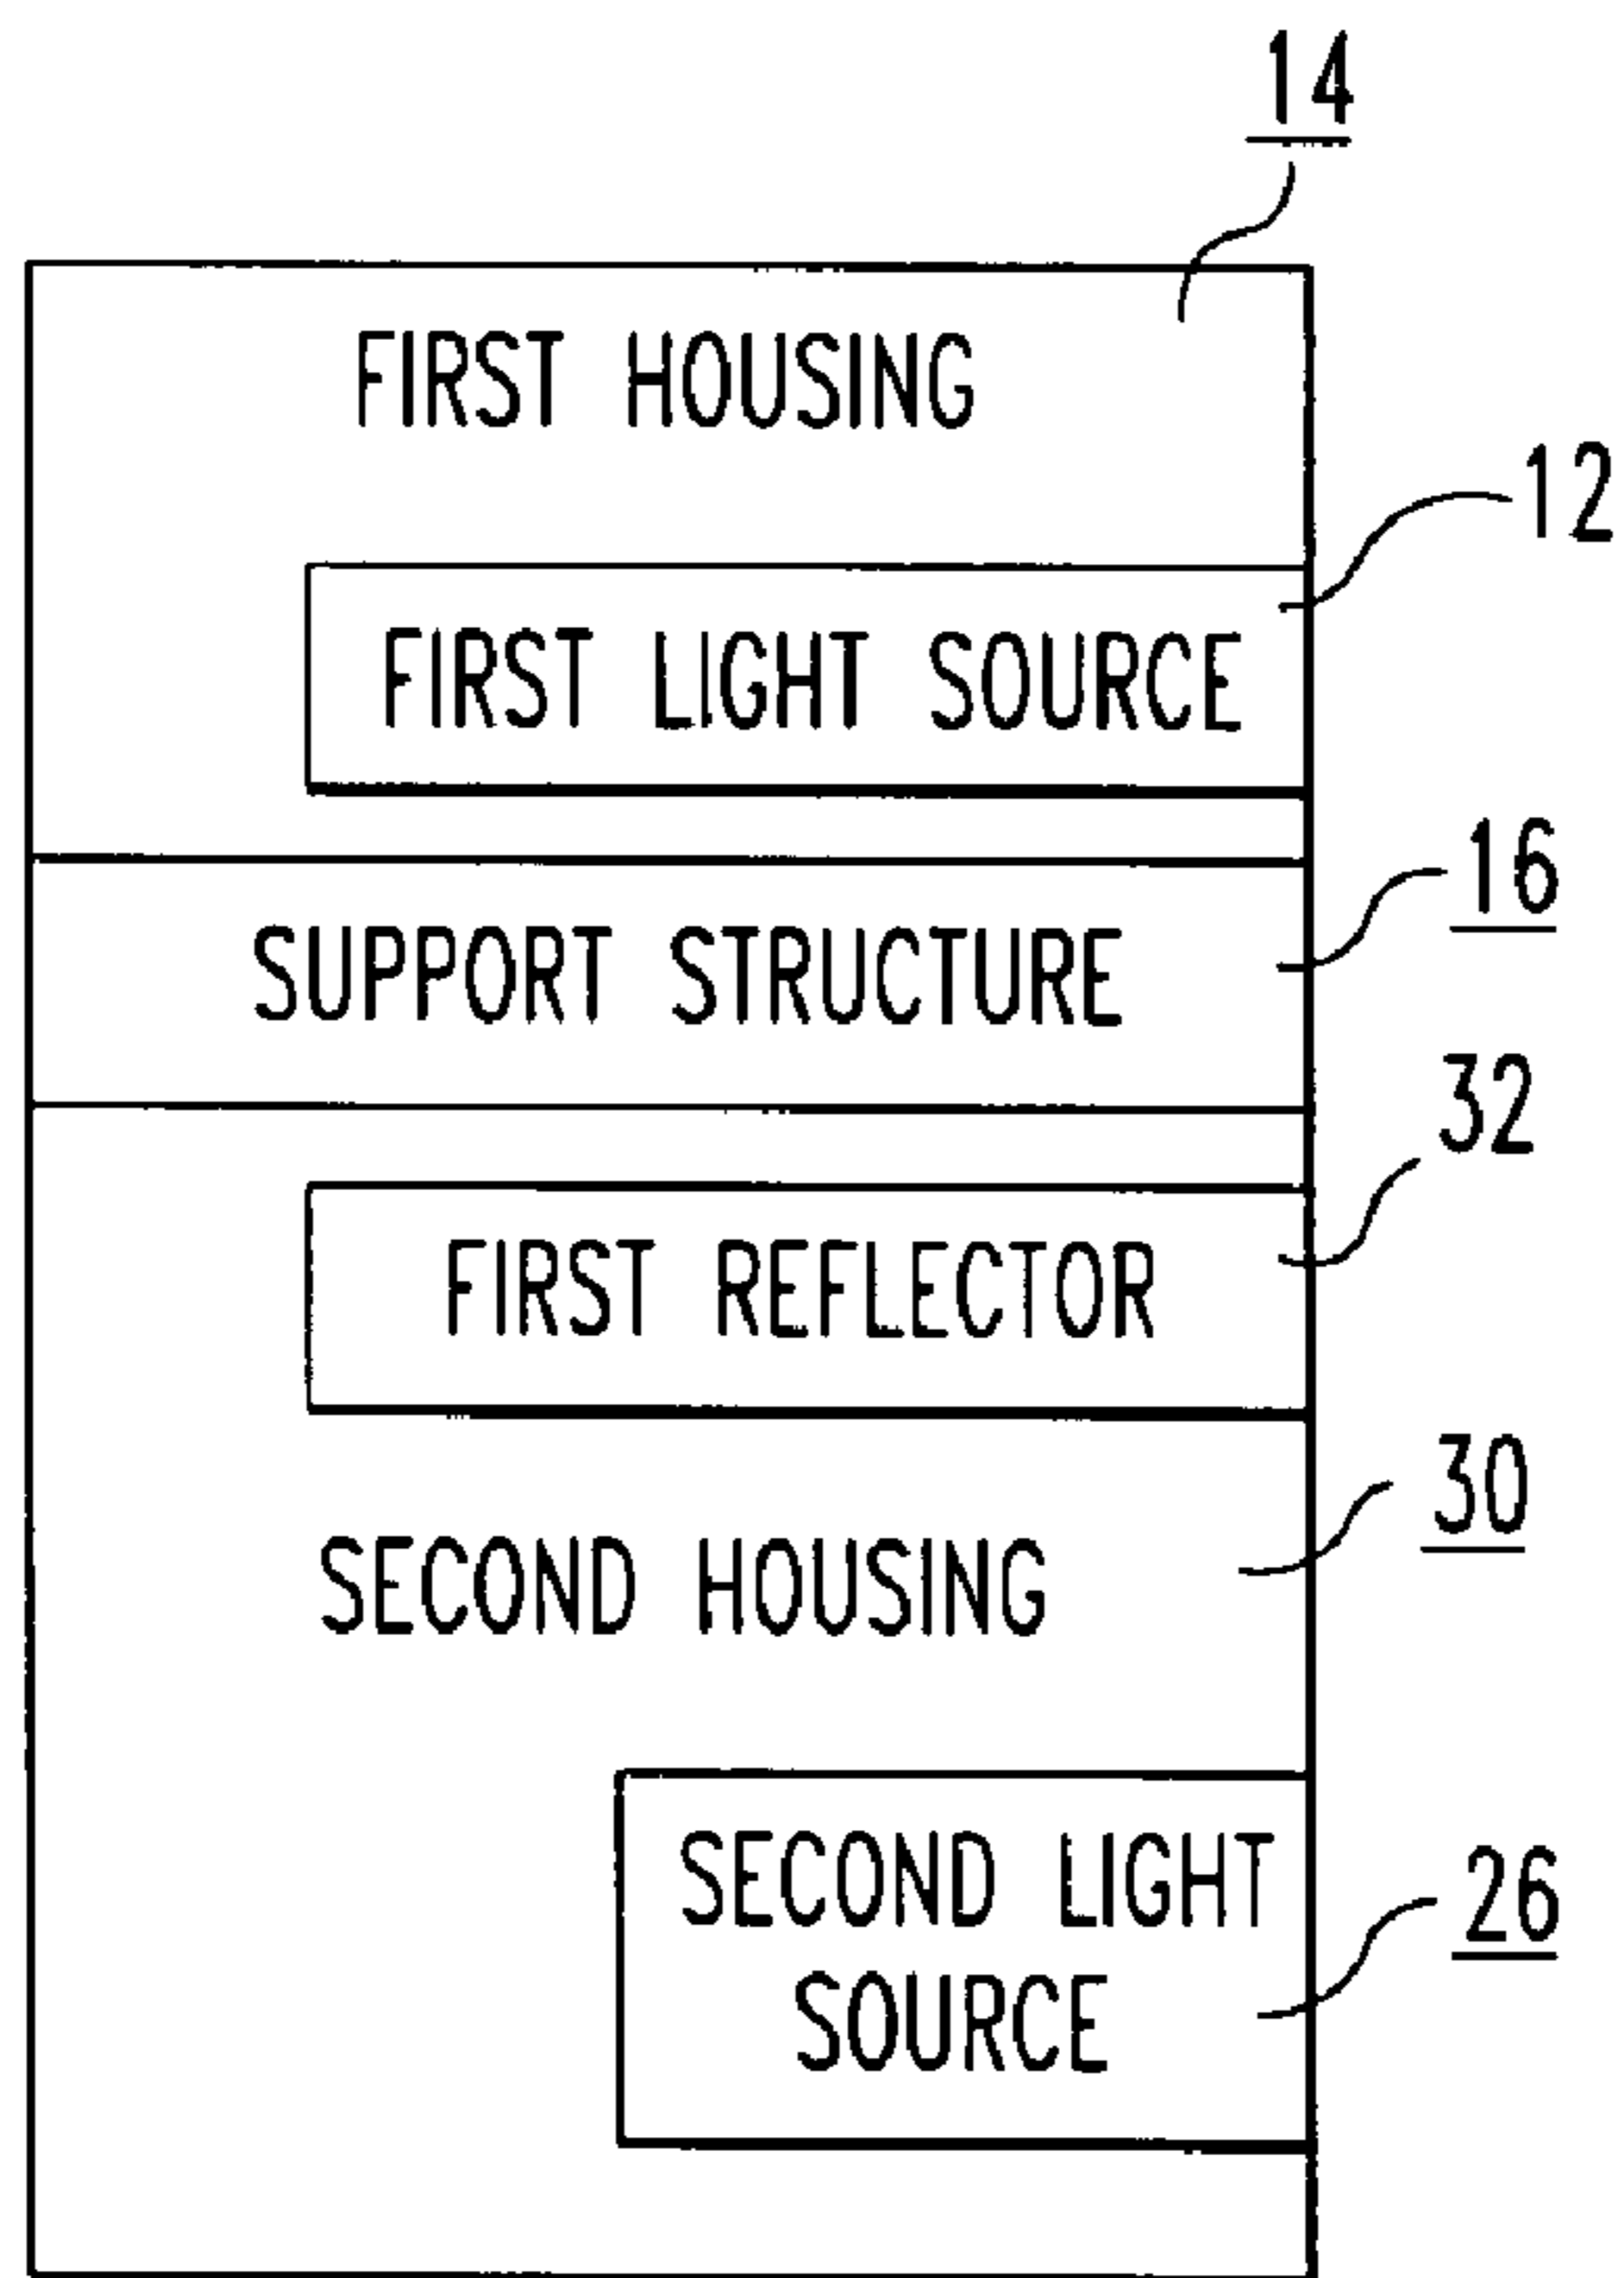 14
FIRST HOUSING
12
FIRST LIGHT SOURCE
16
SUPPORT STRUCTURE
32
FIRST REFLECTOR
30
SECOND HOUSING
SECOND LIGHT
26
SOURCE